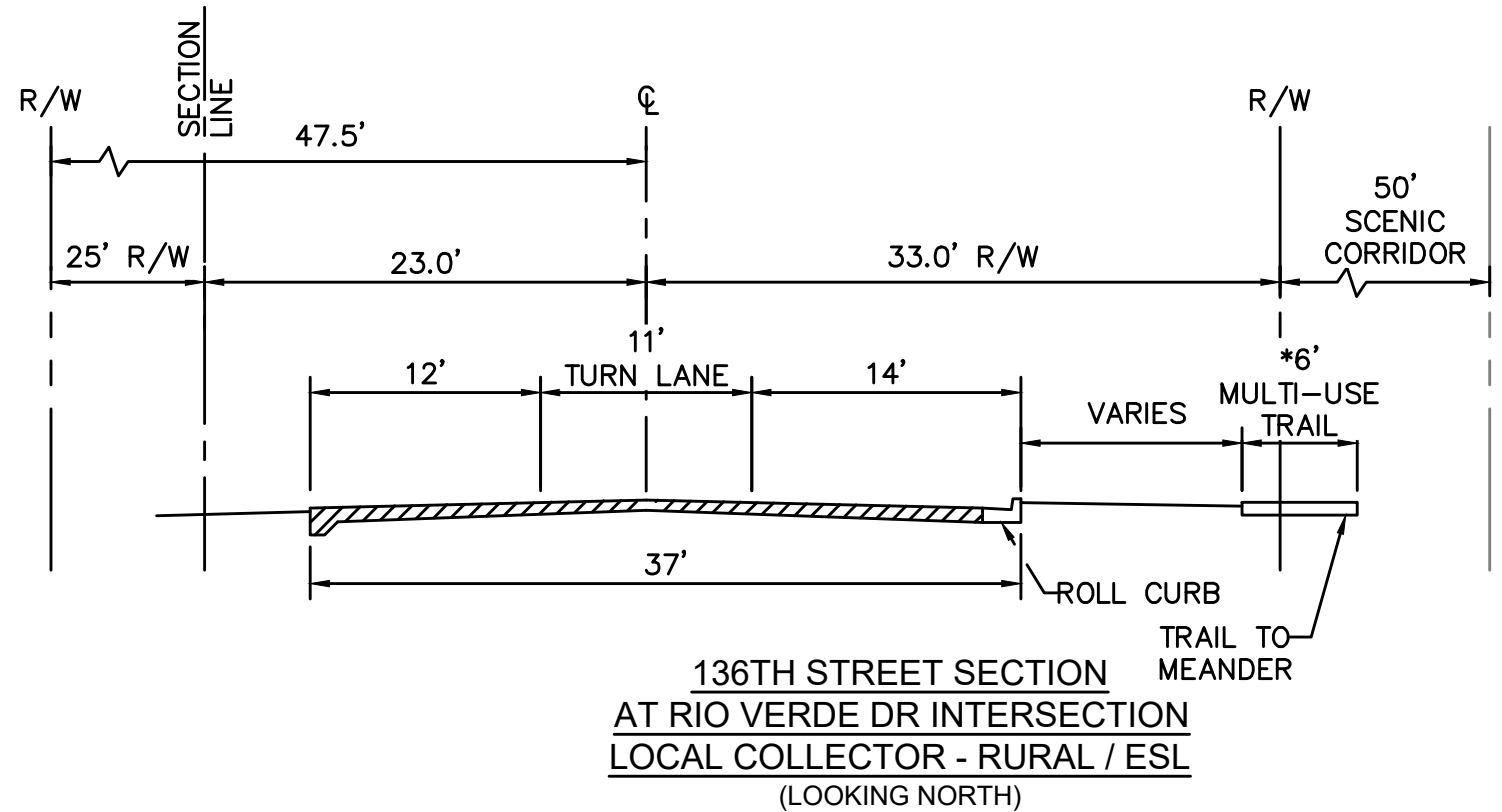 SECTION
LINE
R/W
℄
R/W
47.5'
50'
SCENIC
CORRIDOR
25' R/W
23.0'
33.0' R/W
11'
TURN LANE
12'
14'
*6'
MULTI-USE
TRAIL
VARIES
37'
ROLL CURB
TRAIL TO
MEANDER
136TH STREET SECTION
AT RIO VERDE DR INTERSECTION
LOCAL COLLECTOR - RURAL / ESL
(LOOKING NORTH)